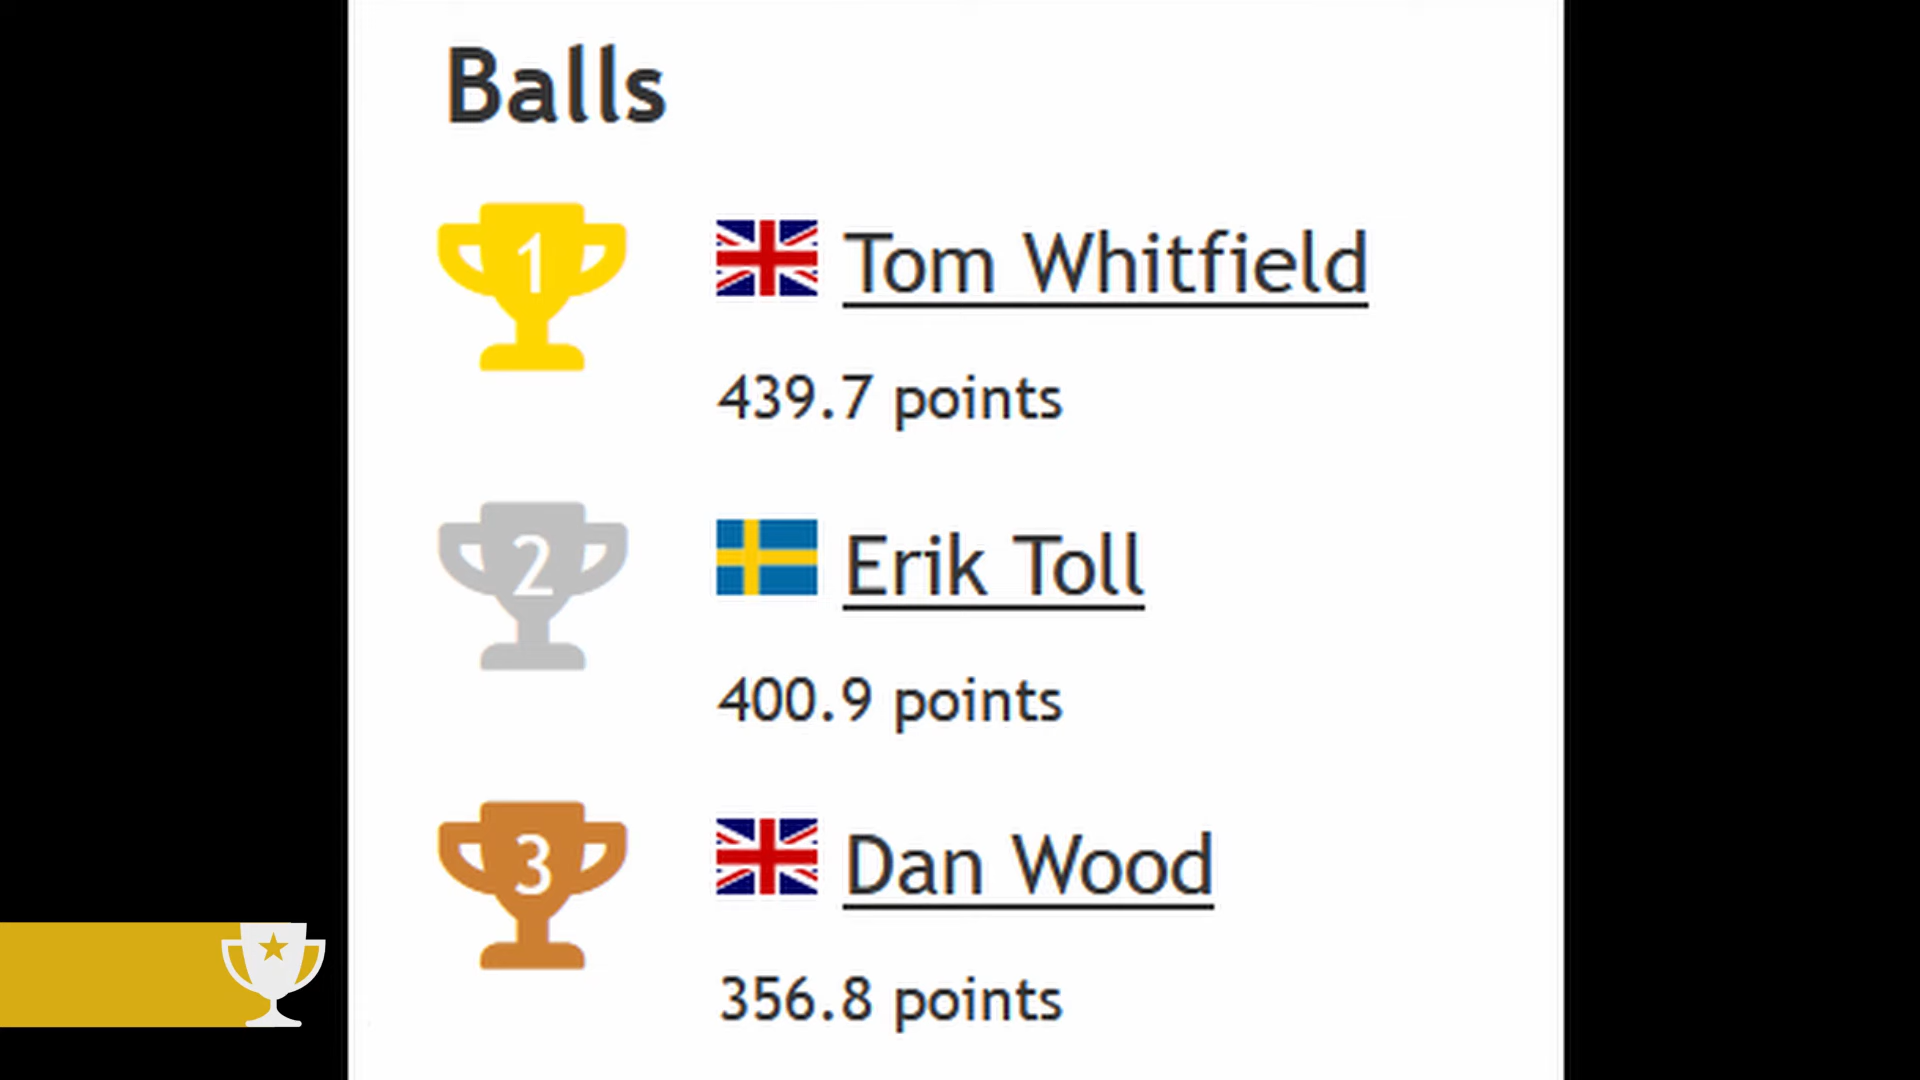 Balls
1
Tom Whitfield
439.7 points
2
Erik Toll
400.9 points
3
Dan Wood
356.8 points